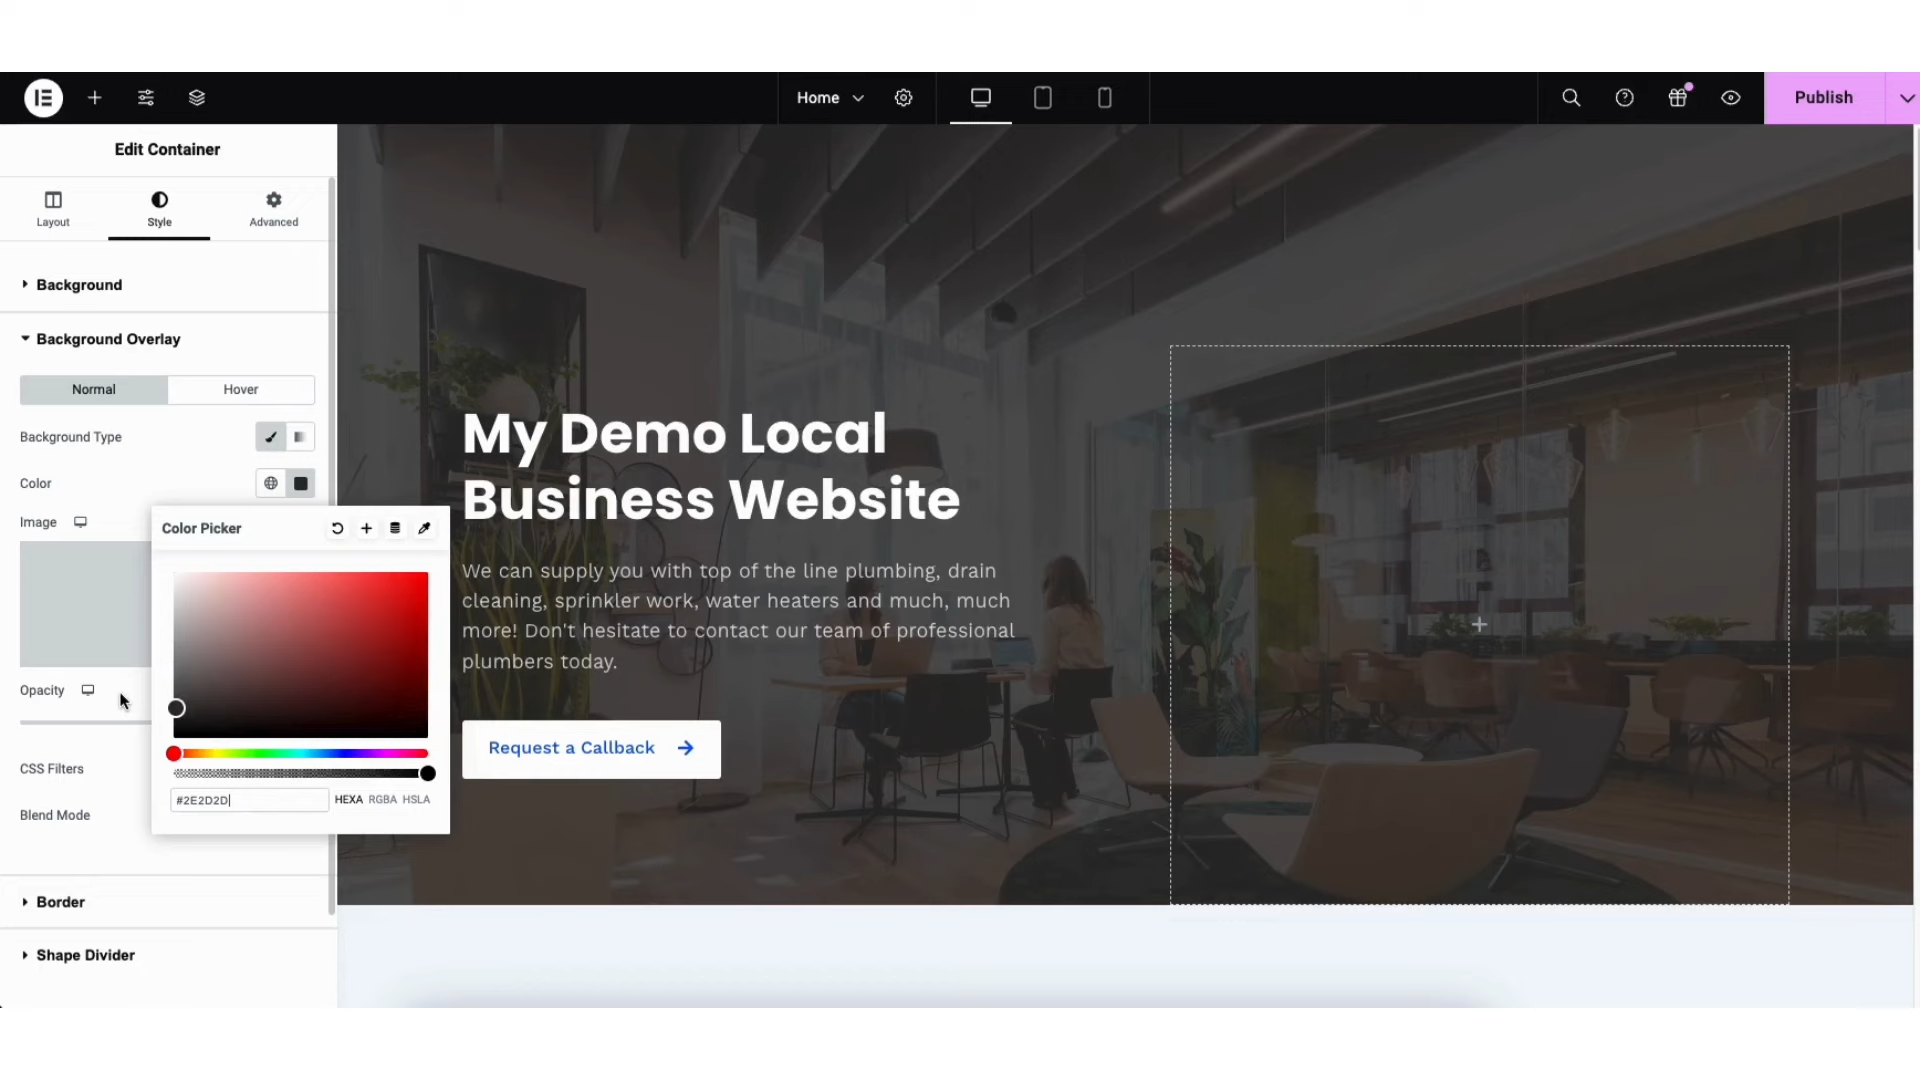 Home
Publish
Edit Container
Layout
Style
Advanced
Background
Background Overlay
Normal
Hover
Background Type
Color
Image
Color Picker
Opacity
#2E2D2D
HEXA RGBA HSLA
CSS Filters
Blend Mode
Border
Shape Divider
My Demo Local
Business Website
We can supply you with top of the line plumbing, drain
cleaning, sprinkler work, water heaters and much, much
more! Don't hesitate to contact our team of professional
plumbers today.
Request a Callback